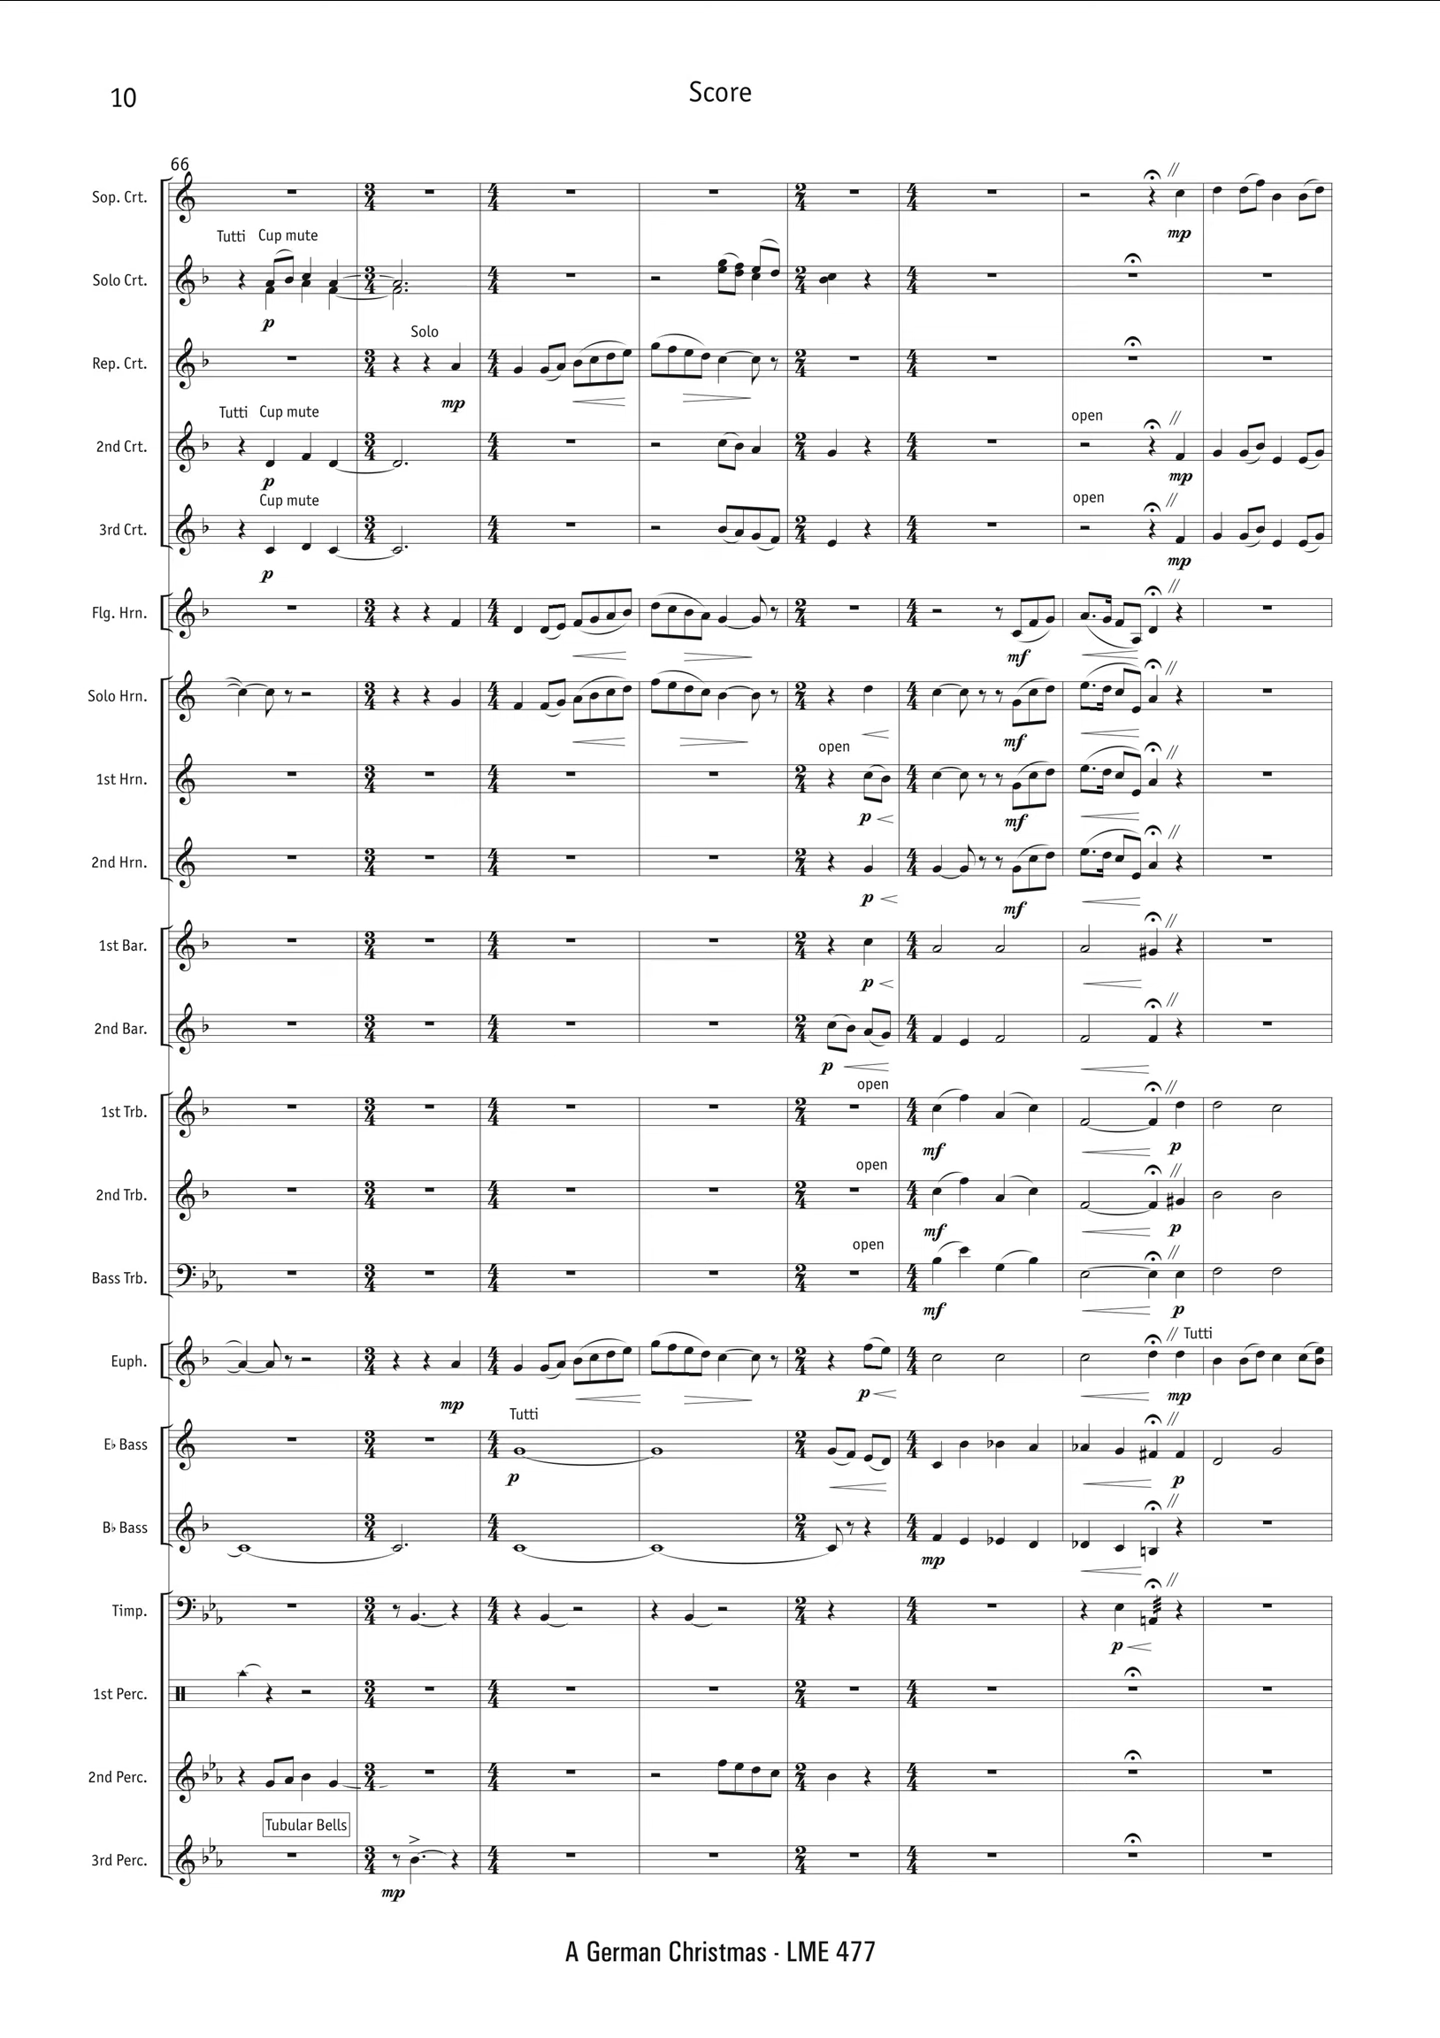 10
Score
66
Sop. Crt.
mp
Tutti Cup mute
Solo Crt.
p
Solo
Rep. Crt.
mp
Tutti Cup mute
open
2nd Crt.
p
mp
Cup mute
open
3rd Crt.
p
mp
Flg. Hrn.
mf
Solo Hrn.
mf
open
1st Hrn.
p
mf
2nd Hrn.
p
mf
1st Bar.
p
2nd Bar.
p
open
1st Trb.
mf
p
open
2nd Trb.
mf
p
open
Bass Trb.
mf
p
Tutti
Euph.
mp
p
mp
Tutti
E♭ Bass
p
p
B♭ Bass
mp
Timp.
p
1st Perc.
2nd Perc.
Tubular Bells
3rd Perc.
mp
A German Christmas - LME 477